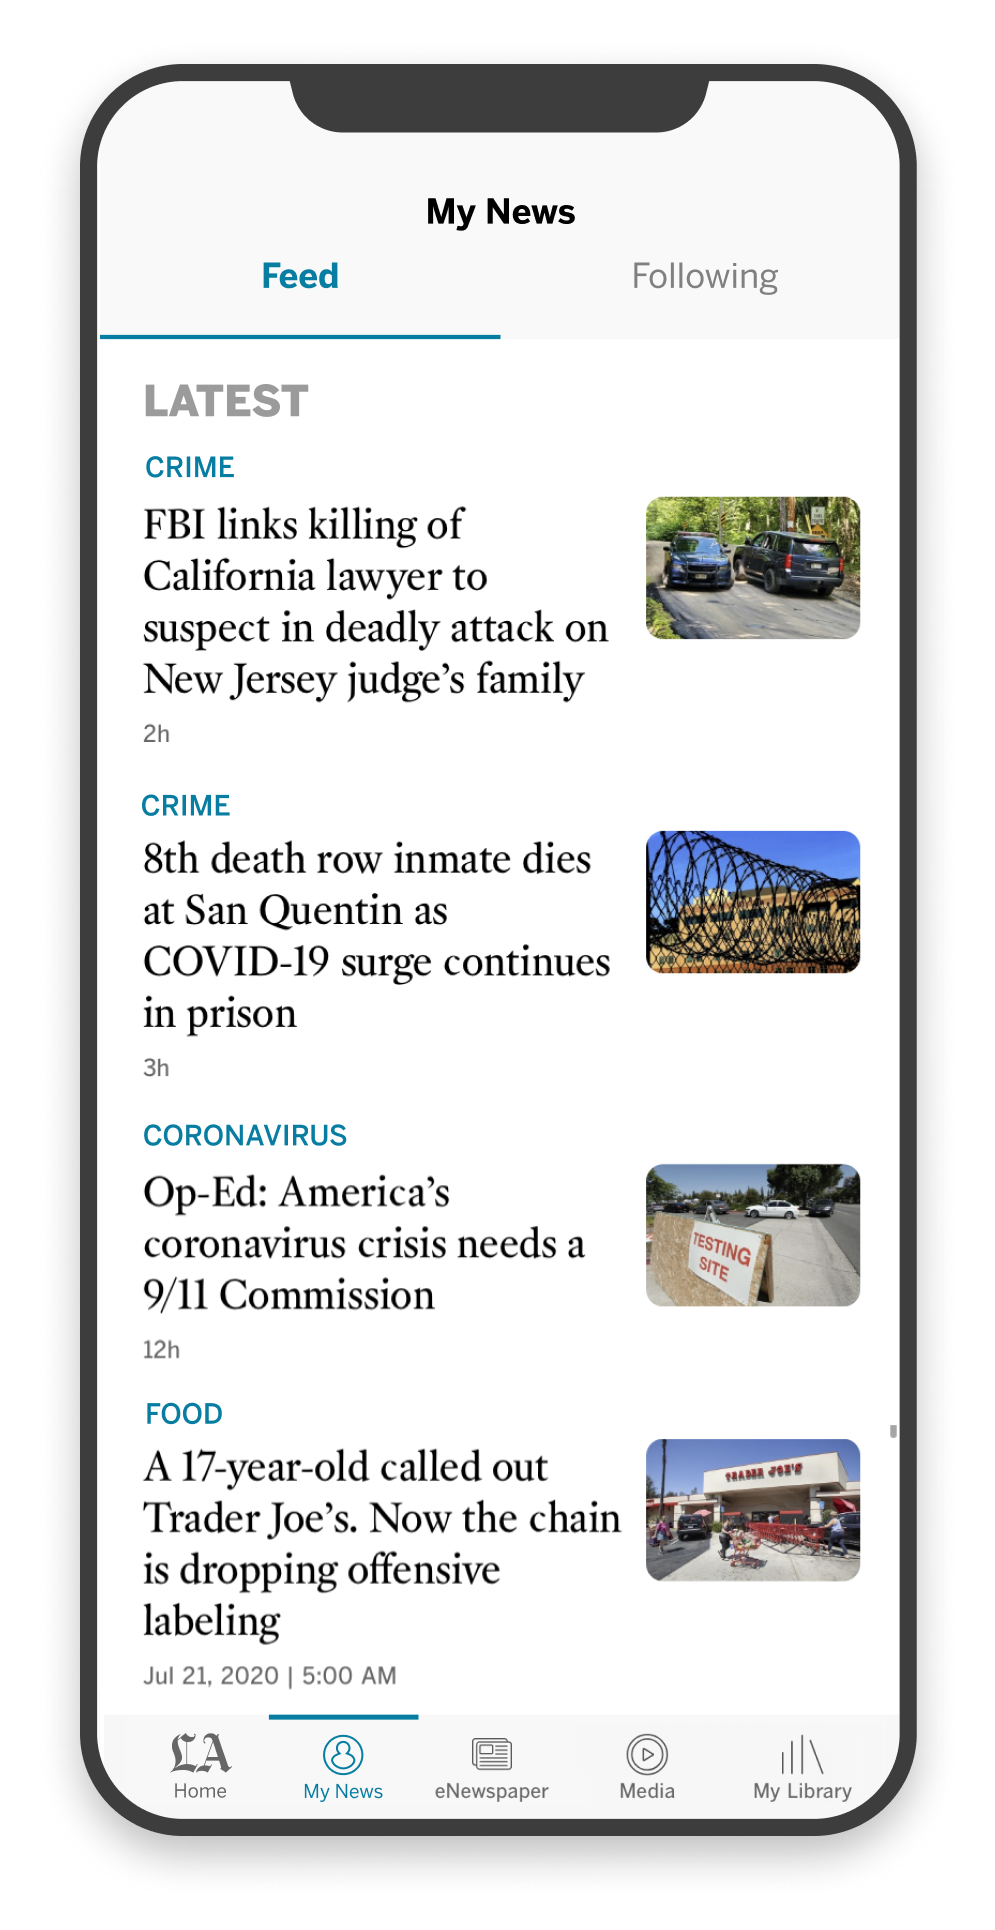 My News
Feed
Following
LATEST
CRIME
FBI links killing of
California lawyer to
suspect in deadly attack on
New Jersey judge’s family
2h
CRIME
8th death row inmate dies
at San Quentin as
COVID-19 surge continues
in prison
3h
CORONAVIRUS
Op-Ed: America’s
coronavirus crisis needs a
9/11 Commission
TESTING
SITE
12h
FOOD
A 17-year-old called out
Trader Joe’s. Now the chain
is dropping offensive
labeling
TRADER JOE'S
Jul 21, 2020 | 5:00 AM
LA
Home
My News
eNewspaper
Media
My Library